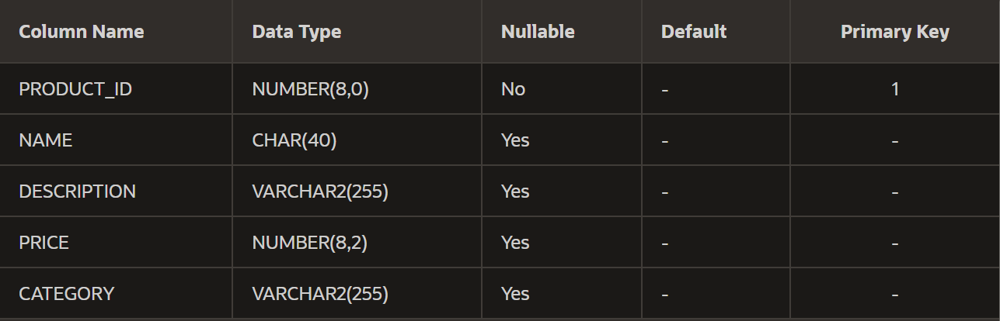 Column Name Data Type Nullable Default Primary Key
PRODUCT_ID NUMBER(8,0) No - 1
NAME CHAR(40) Yes - -
DESCRIPTION VARCHAR2(255) Yes - -
PRICE NUMBER(8,2) Yes - -
CATEGORY VARCHAR2(255) Yes - -